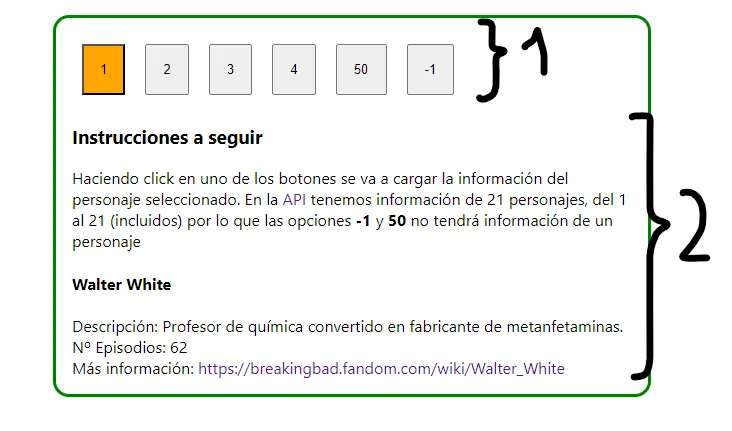 1 2 3 4 50 -1
1
Instrucciones a seguir
Haciendo click en uno de los botones se va a cargar la información del
personaje seleccionado. En la API tenemos información de 21 personajes, del 1
al 21 (incluidos) por lo que las opciones -1 y 50 no tendrá información de un
personaje
2
Walter White
Descripción: Profesor de química convertido en fabricante de metanfetaminas.
Nº Episodios: 62
Más información: https://breakingbad.fandom.com/wiki/Walter_White